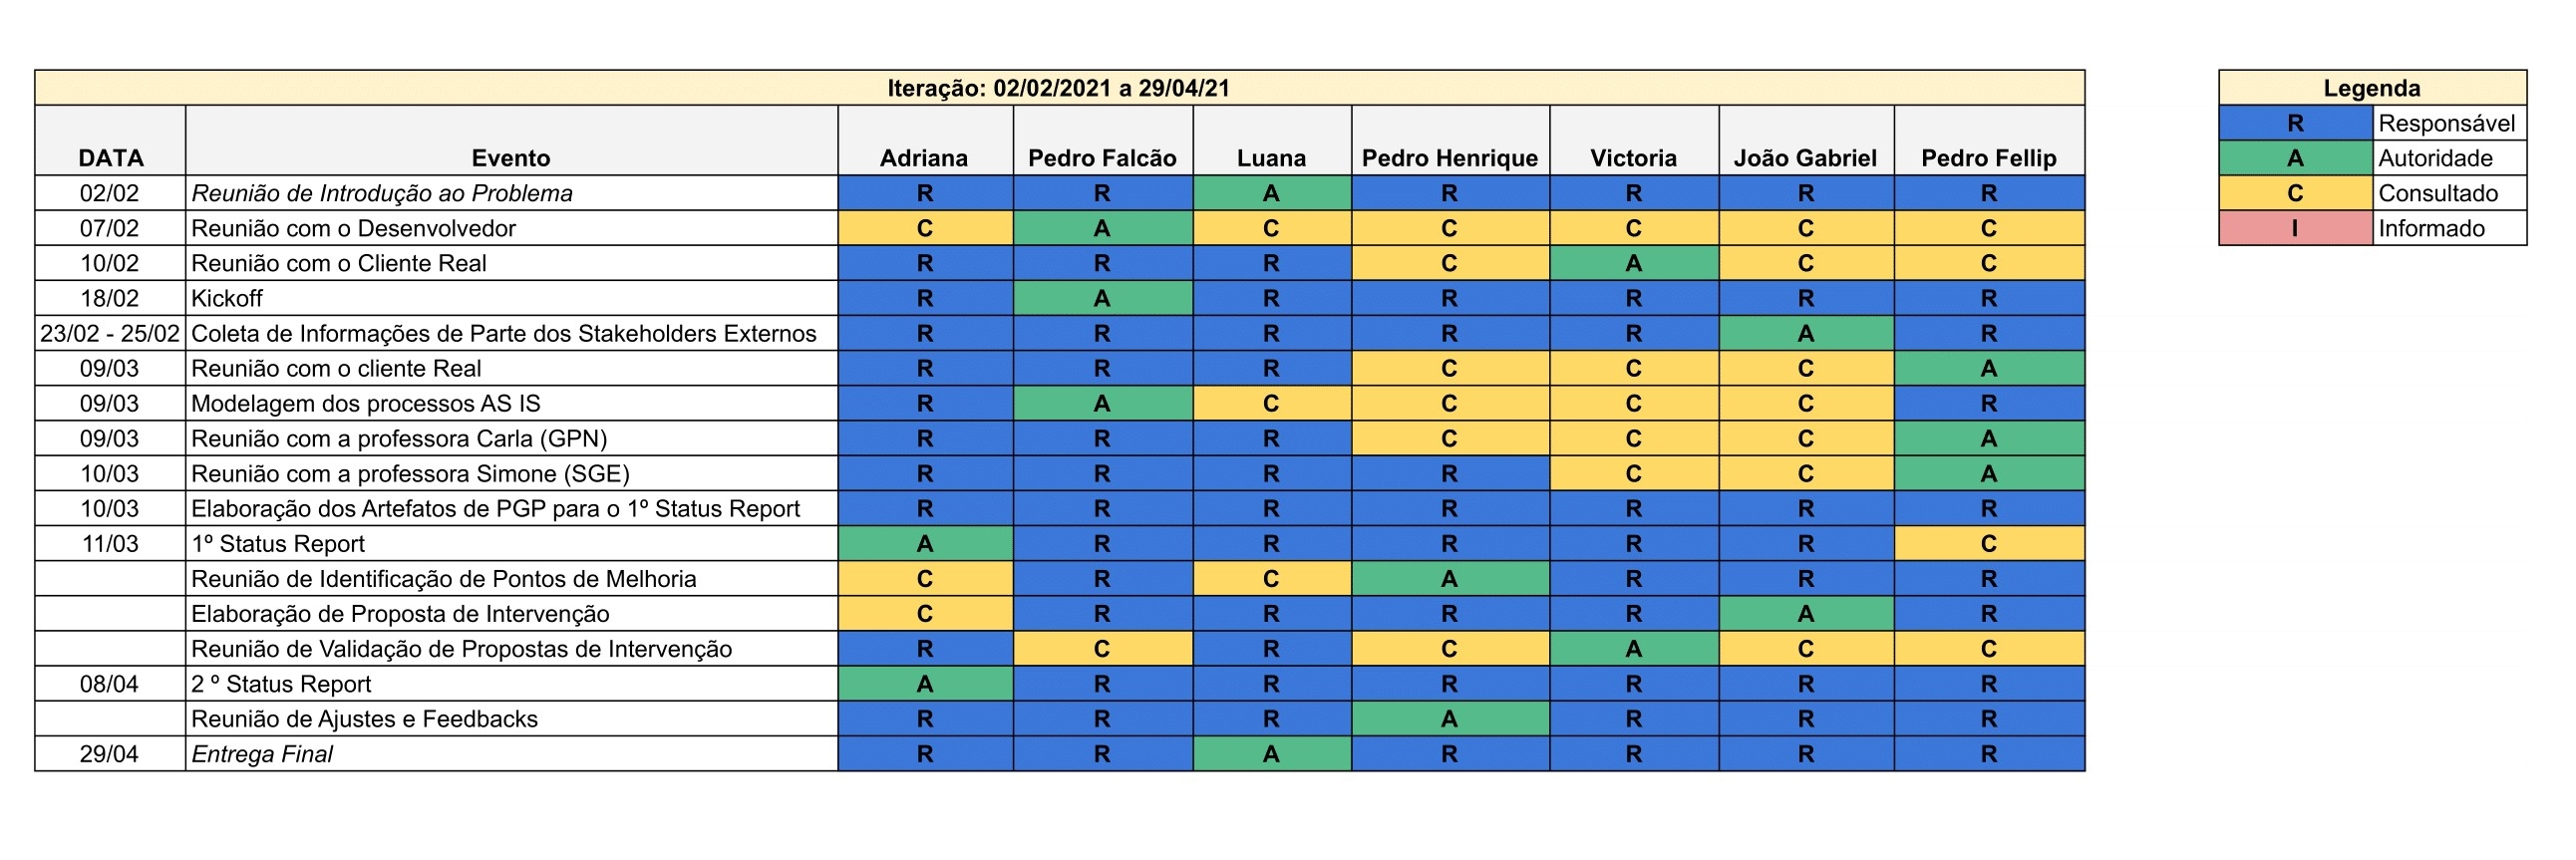 Iteração: 02/02/2021 a 29/04/21
DATA Evento Adriana Pedro Falcão Luana Pedro Henrique Victoria João Gabriel Pedro Fellip
02/02 Reunião de Introdução ao Problema R R A R R R R
07/02 Reunião com o Desenvolvedor C A C C C C C
10/02 Reunião com o Cliente Real R R R C A C C
18/02 Kickoff R A R R R R R
23/02 - 25/02 Coleta de Informações de Parte dos Stakeholders Externos R R R R R A R
09/03 Reunião com o cliente Real R R R C C C A
09/03 Modelagem dos processos AS IS R A C C C C R
09/03 Reunião com a professora Carla (GPN) R R R C C C A
10/03 Reunião com a professora Simone (SGE) R R R R C C A
10/03 Elaboração dos Artefatos de PGP para o 1º Status Report R R R R R R R
11/03 1º Status Report A R R R R R C
Reunião de Identificação de Pontos de Melhoria C R C A R R R
Elaboração de Proposta de Intervenção C R R R R A R
Reunião de Validação de Propostas de Intervenção R C R C A C C
08/04 2 º Status Report A R R R R R R
Reunião de Ajustes e Feedbacks R R R A R R R
29/04 Entrega Final R R A R R R R
Legenda
R Responsável
A Autoridade
C Consultado
I Informado